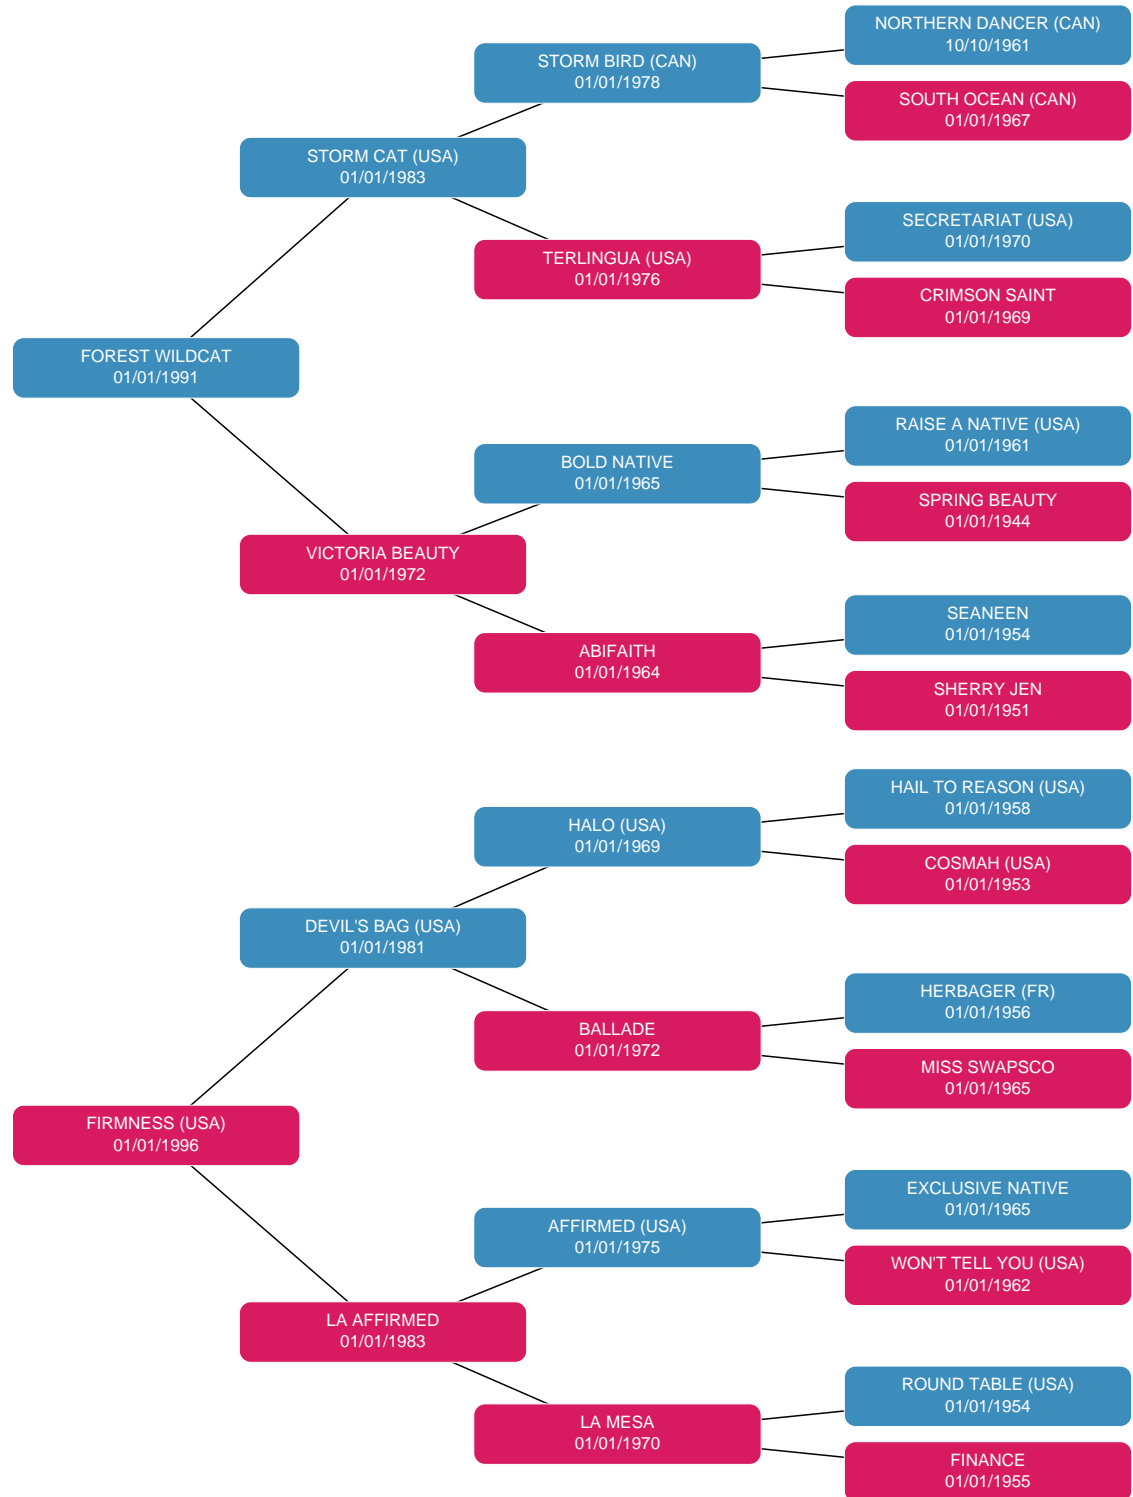 NORTHERN DANCER (CAN)
10/10/1961
STORM BIRD (CAN)
01/01/1978
SOUTH OCEAN (CAN)
01/01/1967
STORM CAT (USA)
01/01/1983
SECRETARIAT (USA)
01/01/1970
TERLINGUA (USA)
01/01/1976
CRIMSON SAINT
01/01/1969
FOREST WILDCAT
01/01/1991
RAISE A NATIVE (USA)
01/01/1961
BOLD NATIVE
01/01/1965
SPRING BEAUTY
01/01/1944
VICTORIA BEAUTY
01/01/1972
SEANEEN
01/01/1954
ABIFAITH
01/01/1964
SHERRY JEN
01/01/1951
HAIL TO REASON (USA)
01/01/1958
HALO (USA)
01/01/1969
COSMAH (USA)
01/01/1953
DEVIL'S BAG (USA)
01/01/1981
HERBAGER (FR)
01/01/1956
BALLADE
01/01/1972
MISS SWAPSCO
01/01/1965
FIRMNESS (USA)
01/01/1996
EXCLUSIVE NATIVE
01/01/1965
AFFIRMED (USA)
01/01/1975
WON'T TELL YOU (USA)
01/01/1962
LA AFFIRMED
01/01/1983
ROUND TABLE (USA)
01/01/1954
LA MESA
01/01/1970
FINANCE
01/01/1955